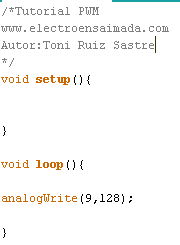 /*Tutorial PWM
www.electroensaimada.com
Autor:Toni Ruiz Sastre
*/
void setup(){
}
void loop(){
analogWrite(9,128);
}